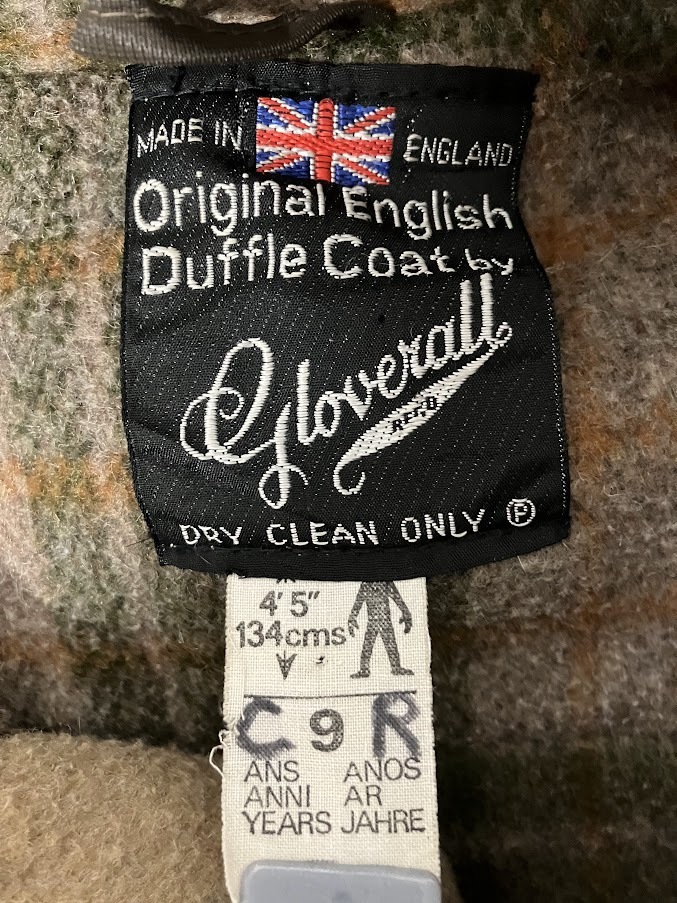 MADE IN ENGLAND
Original English
Duffle Coat by
Gloverall
REGD
DRY CLEAN ONLY Ⓟ
4' 5"
134cms
C 9 R
ANS ANOS
ANNI AR
YEARS JAHRE